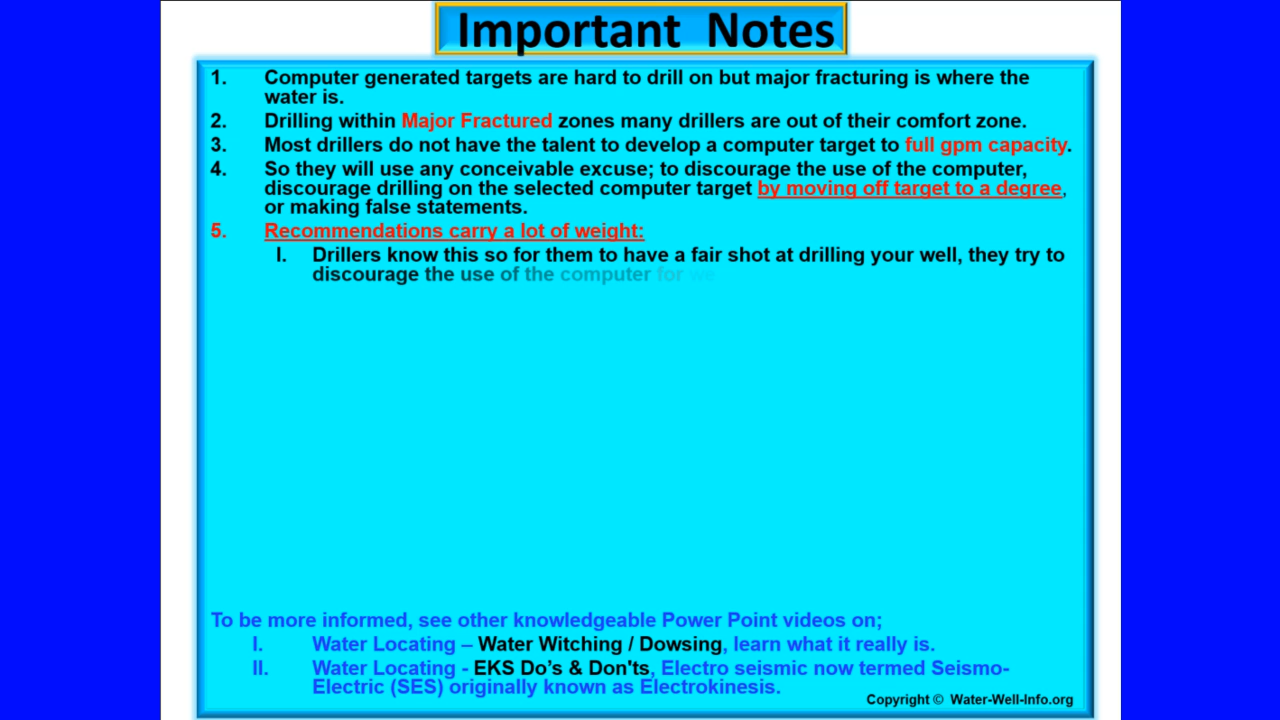 Important Notes
1. Computer generated targets are hard to drill on but major fracturing is where the
water is.
2. Drilling within Major Fractured zones many drillers are out of their comfort zone.
3. Most drillers do not have the talent to develop a computer target to full gpm capacity.
4. So they will use any conceivable excuse; to discourage the use of the computer,
discourage drilling on the selected computer target by moving off target to a degree,
or making false statements.
5. Recommendations carry a lot of weight:
I. Drillers know this so for them to have a fair shot at drilling your well, they try to
discourage the use of the computer for we
To be more informed, see other knowledgeable Power Point videos on;
I. Water Locating – Water Witching / Dowsing, learn what it really is.
II. Water Locating - EKS Do’s & Don'ts, Electro seismic now termed Seismo-
Electric (SES) originally known as Electrokinesis.
Copyright © Water-Well-Info.org